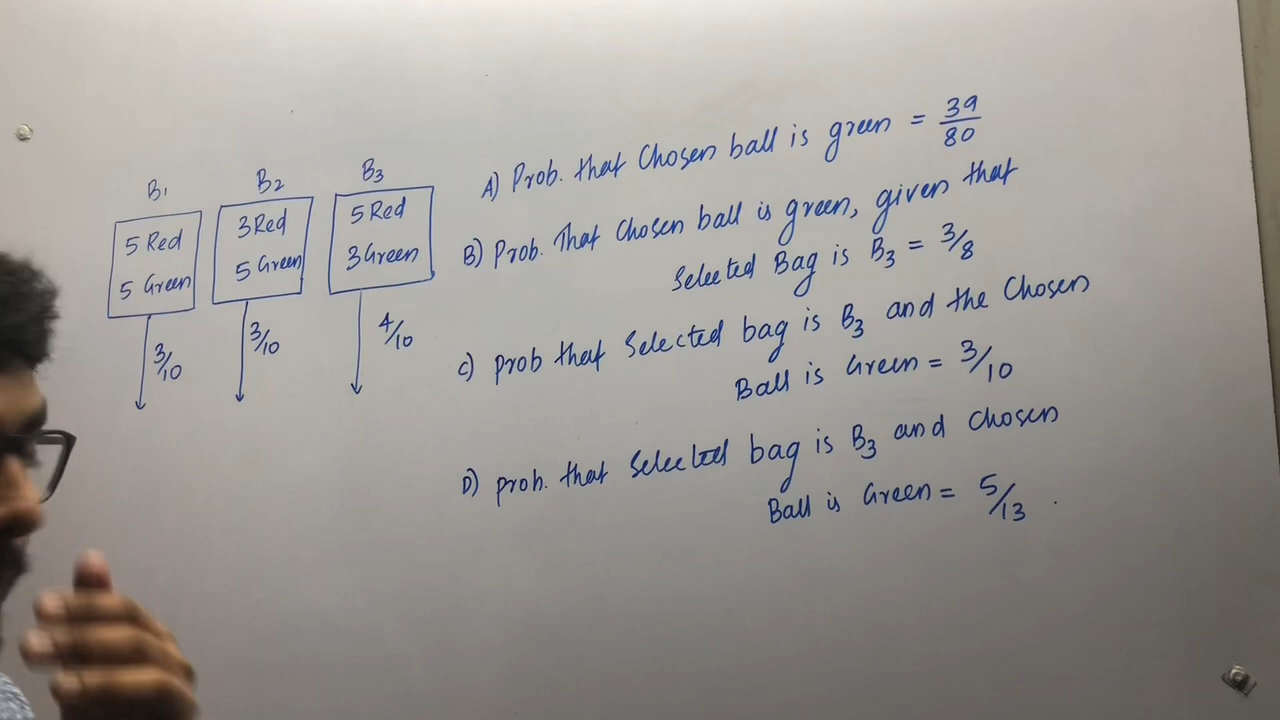 B1
5 Red
5 Green
3/10
B2
3 Red
5 Green
3/10
B3
5 Red
3 Green
4/10
A) Prob. that Chosen ball is green = 39/80
B) Prob. That Chosen ball is green, given that
Selected Bag is B3 = 3/8
C) prob that Selected bag is B3 and the Chosen
Ball is Green = 3/10
D) prob. that Selected bag is B3 and Chosen
Ball is Green = 5/13.